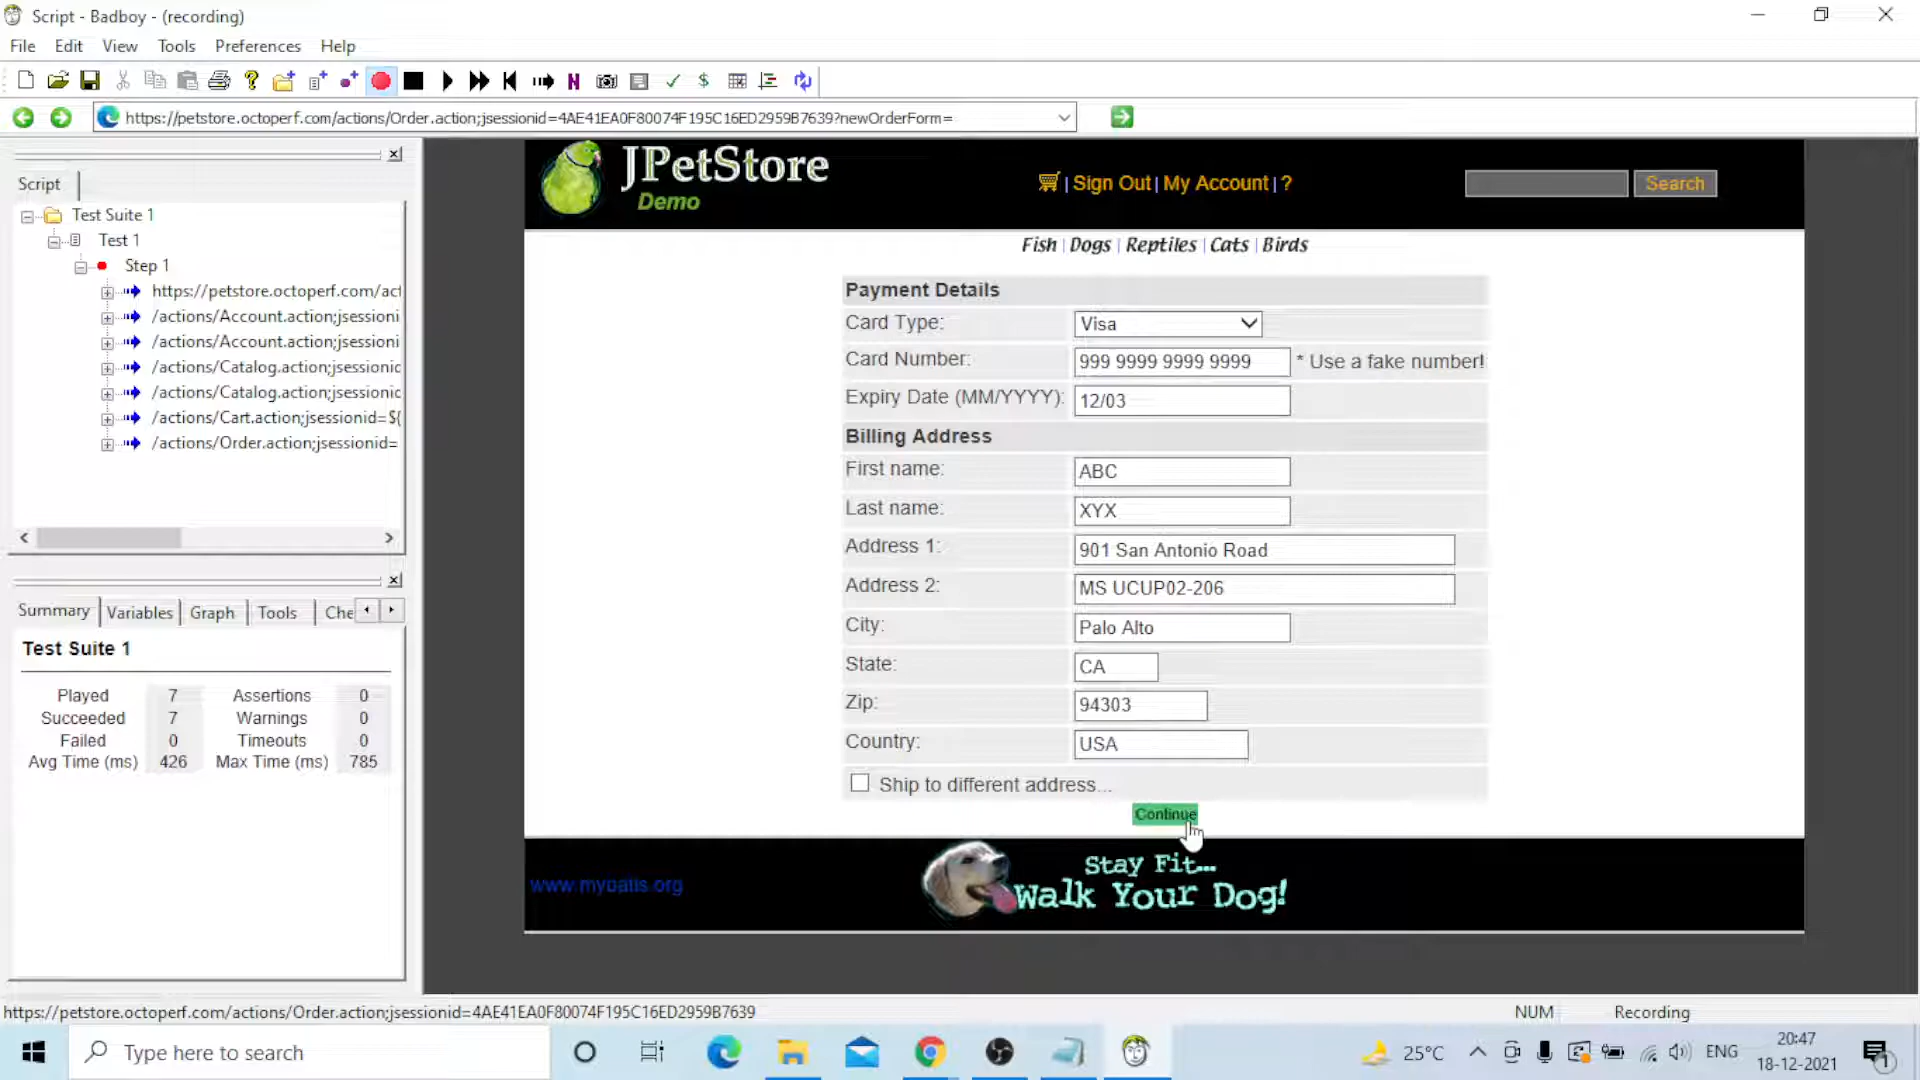 Script - Badboy - (recording)
File Edit View Tools Preferences Help
https://petstore.octoperf.com/actions/Order.action;jsessionid=4AE41EA0F80074F195C16ED2959B7639?newOrderForm=
Script
Test Suite 1
Test 1
Step 1
https://petstore.octoperf.com/act
/actions/Account.action;jsessioni
/actions/Account.action;jsessioni
/actions/Catalog.action;jsessionic
/actions/Catalog.action;jsessionic
/actions/Cart.action;jsessionid=${
/actions/Order.action;jsessionid=
Summary Variables Graph Tools Che
Test Suite 1
Played 7 Assertions 0
Succeeded 7 Warnings 0
Failed 0 Timeouts 0
Avg Time (ms) 426 Max Time (ms) 785
JPetStore
Demo
| Sign Out | My Account | ?
Search
Fish | Dogs | Reptiles | Cats | Birds
Payment Details
Card Type: Visa
Card Number: 999 9999 9999 9999 * Use a fake number!
Expiry Date (MM/YYYY): 12/03
Billing Address
First name: ABC
Last name: XYX
Address 1: 901 San Antonio Road
Address 2: MS UCUP02-206
City: Palo Alto
State: CA
Zip: 94303
Country: USA
Ship to different address...
Continue
www.mybatis.org
Stay Fit...
Walk Your Dog!
https://petstore.octoperf.com/actions/Order.action;jsessionid=4AE41EA0F80074F195C16ED2959B7639
NUM Recording
Type here to search
25°C
ENG
20:47
18-12-2021
1